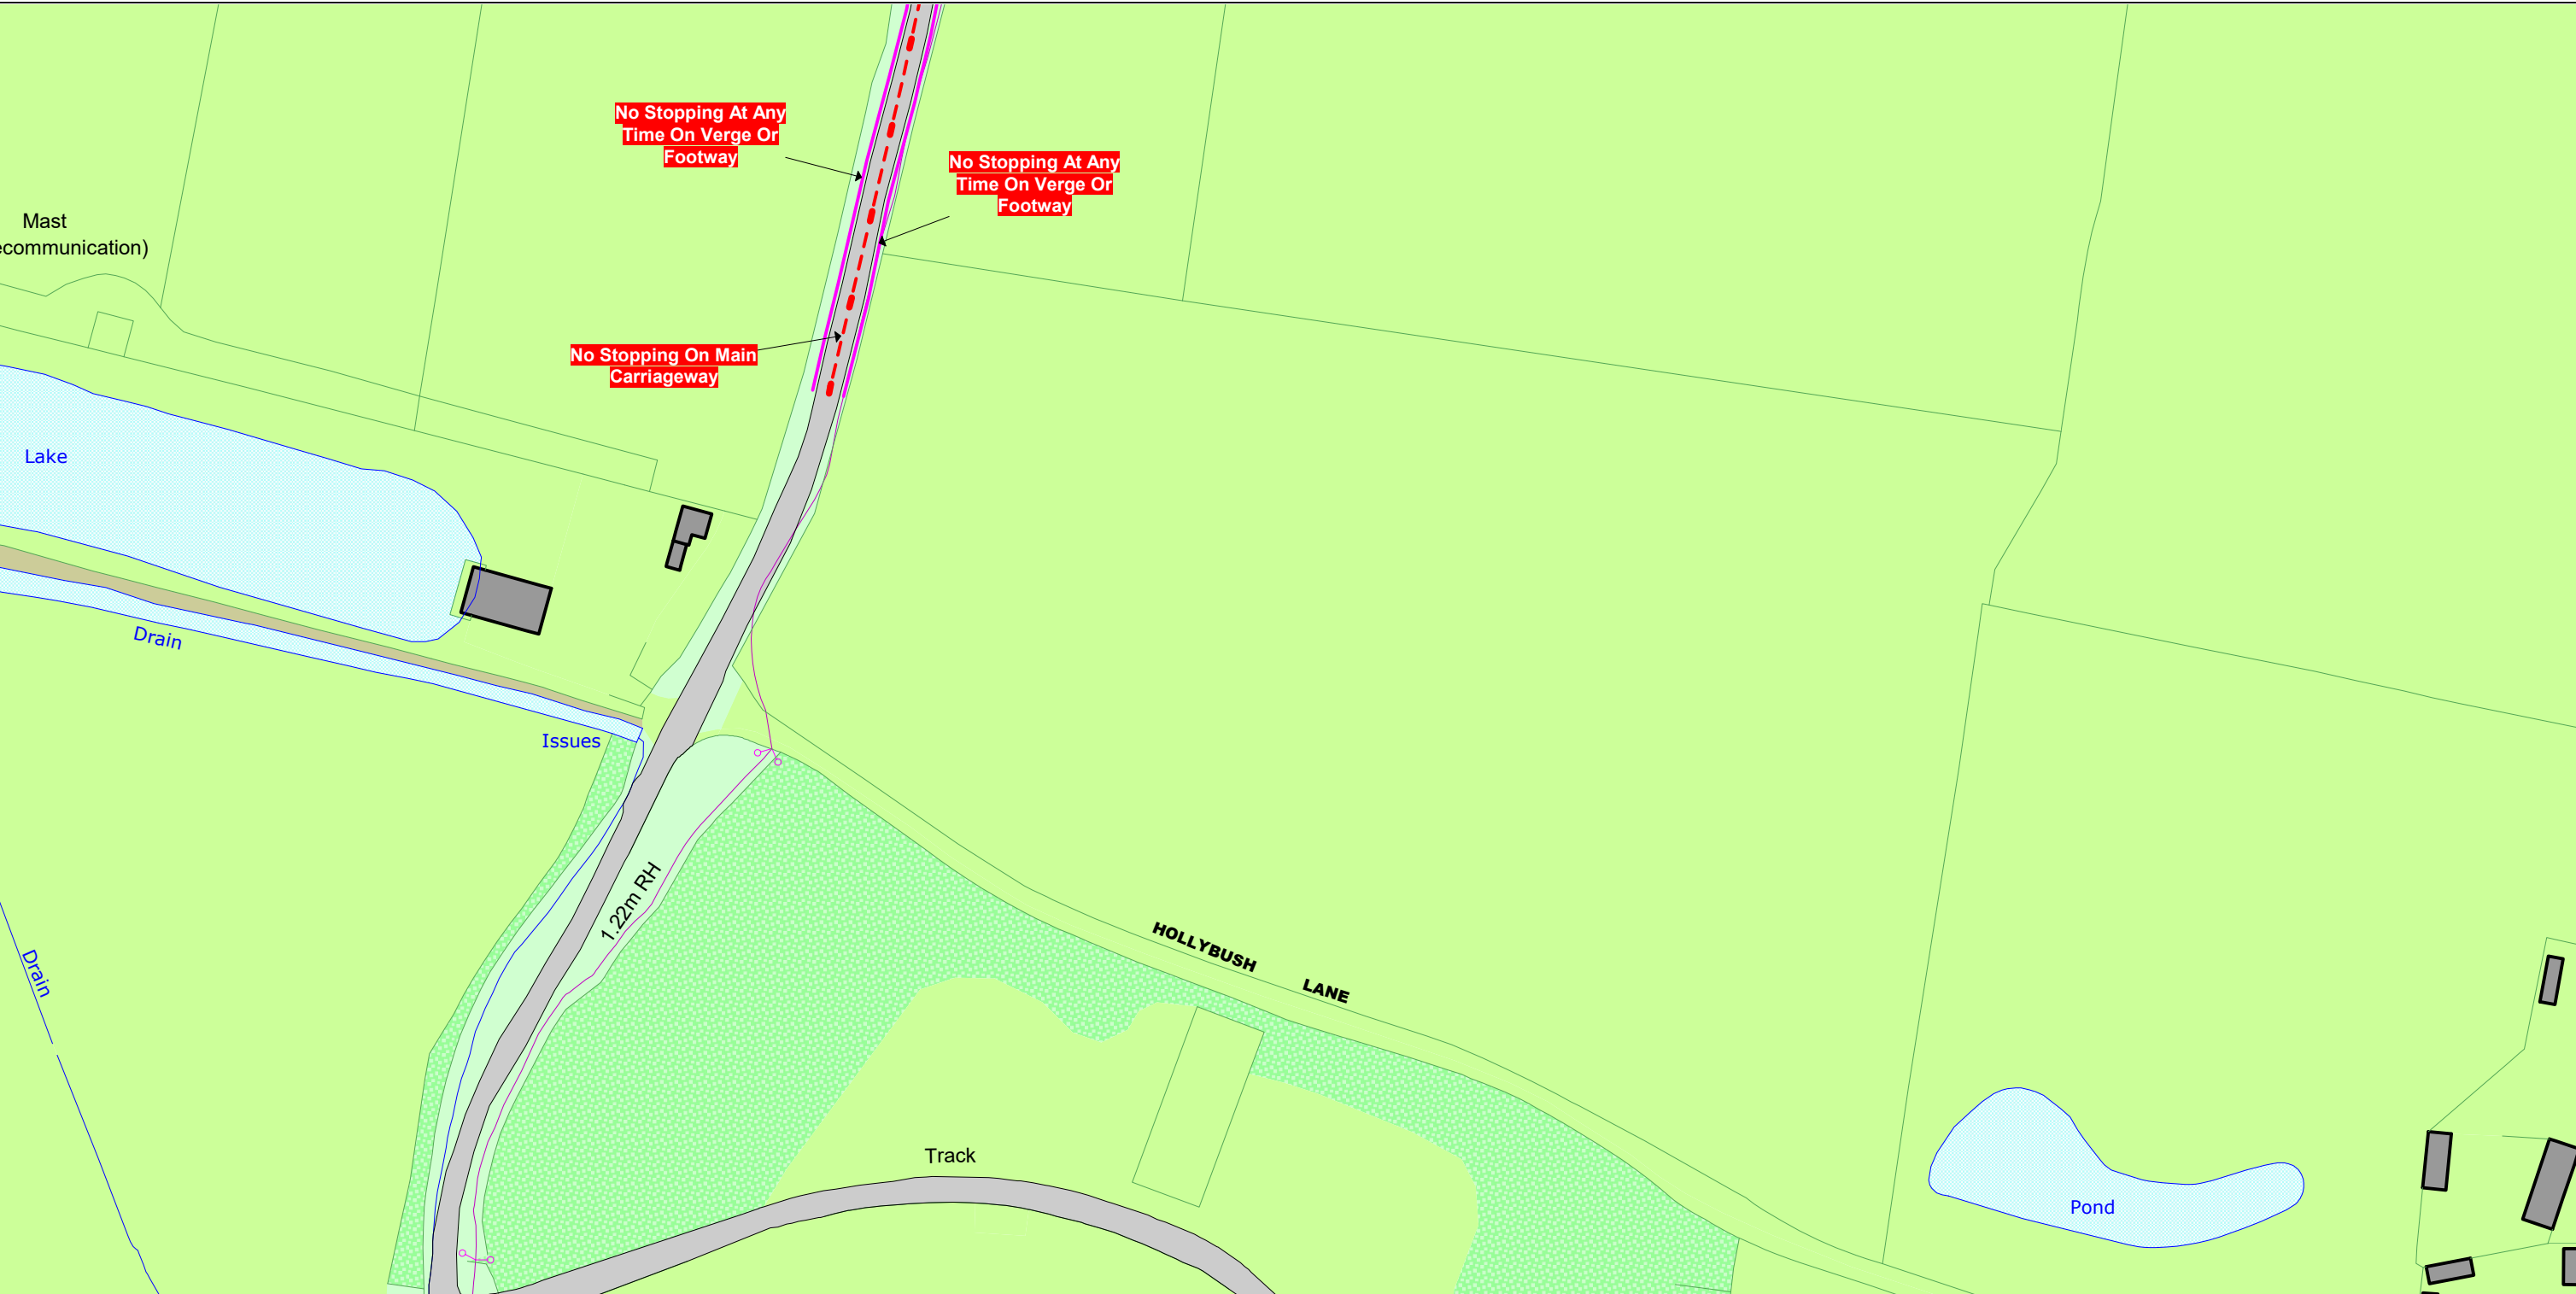 No Stopping At Any
Time On Verge Or
Footway
No Stopping At Any
Time On Verge Or
Footway
Mast
ecommunication)
No Stopping On Main
Carriageway
Lake
Drain
Issues
1.22m RH
HOLLYBUSH
LANE
Drain
Track
Pond